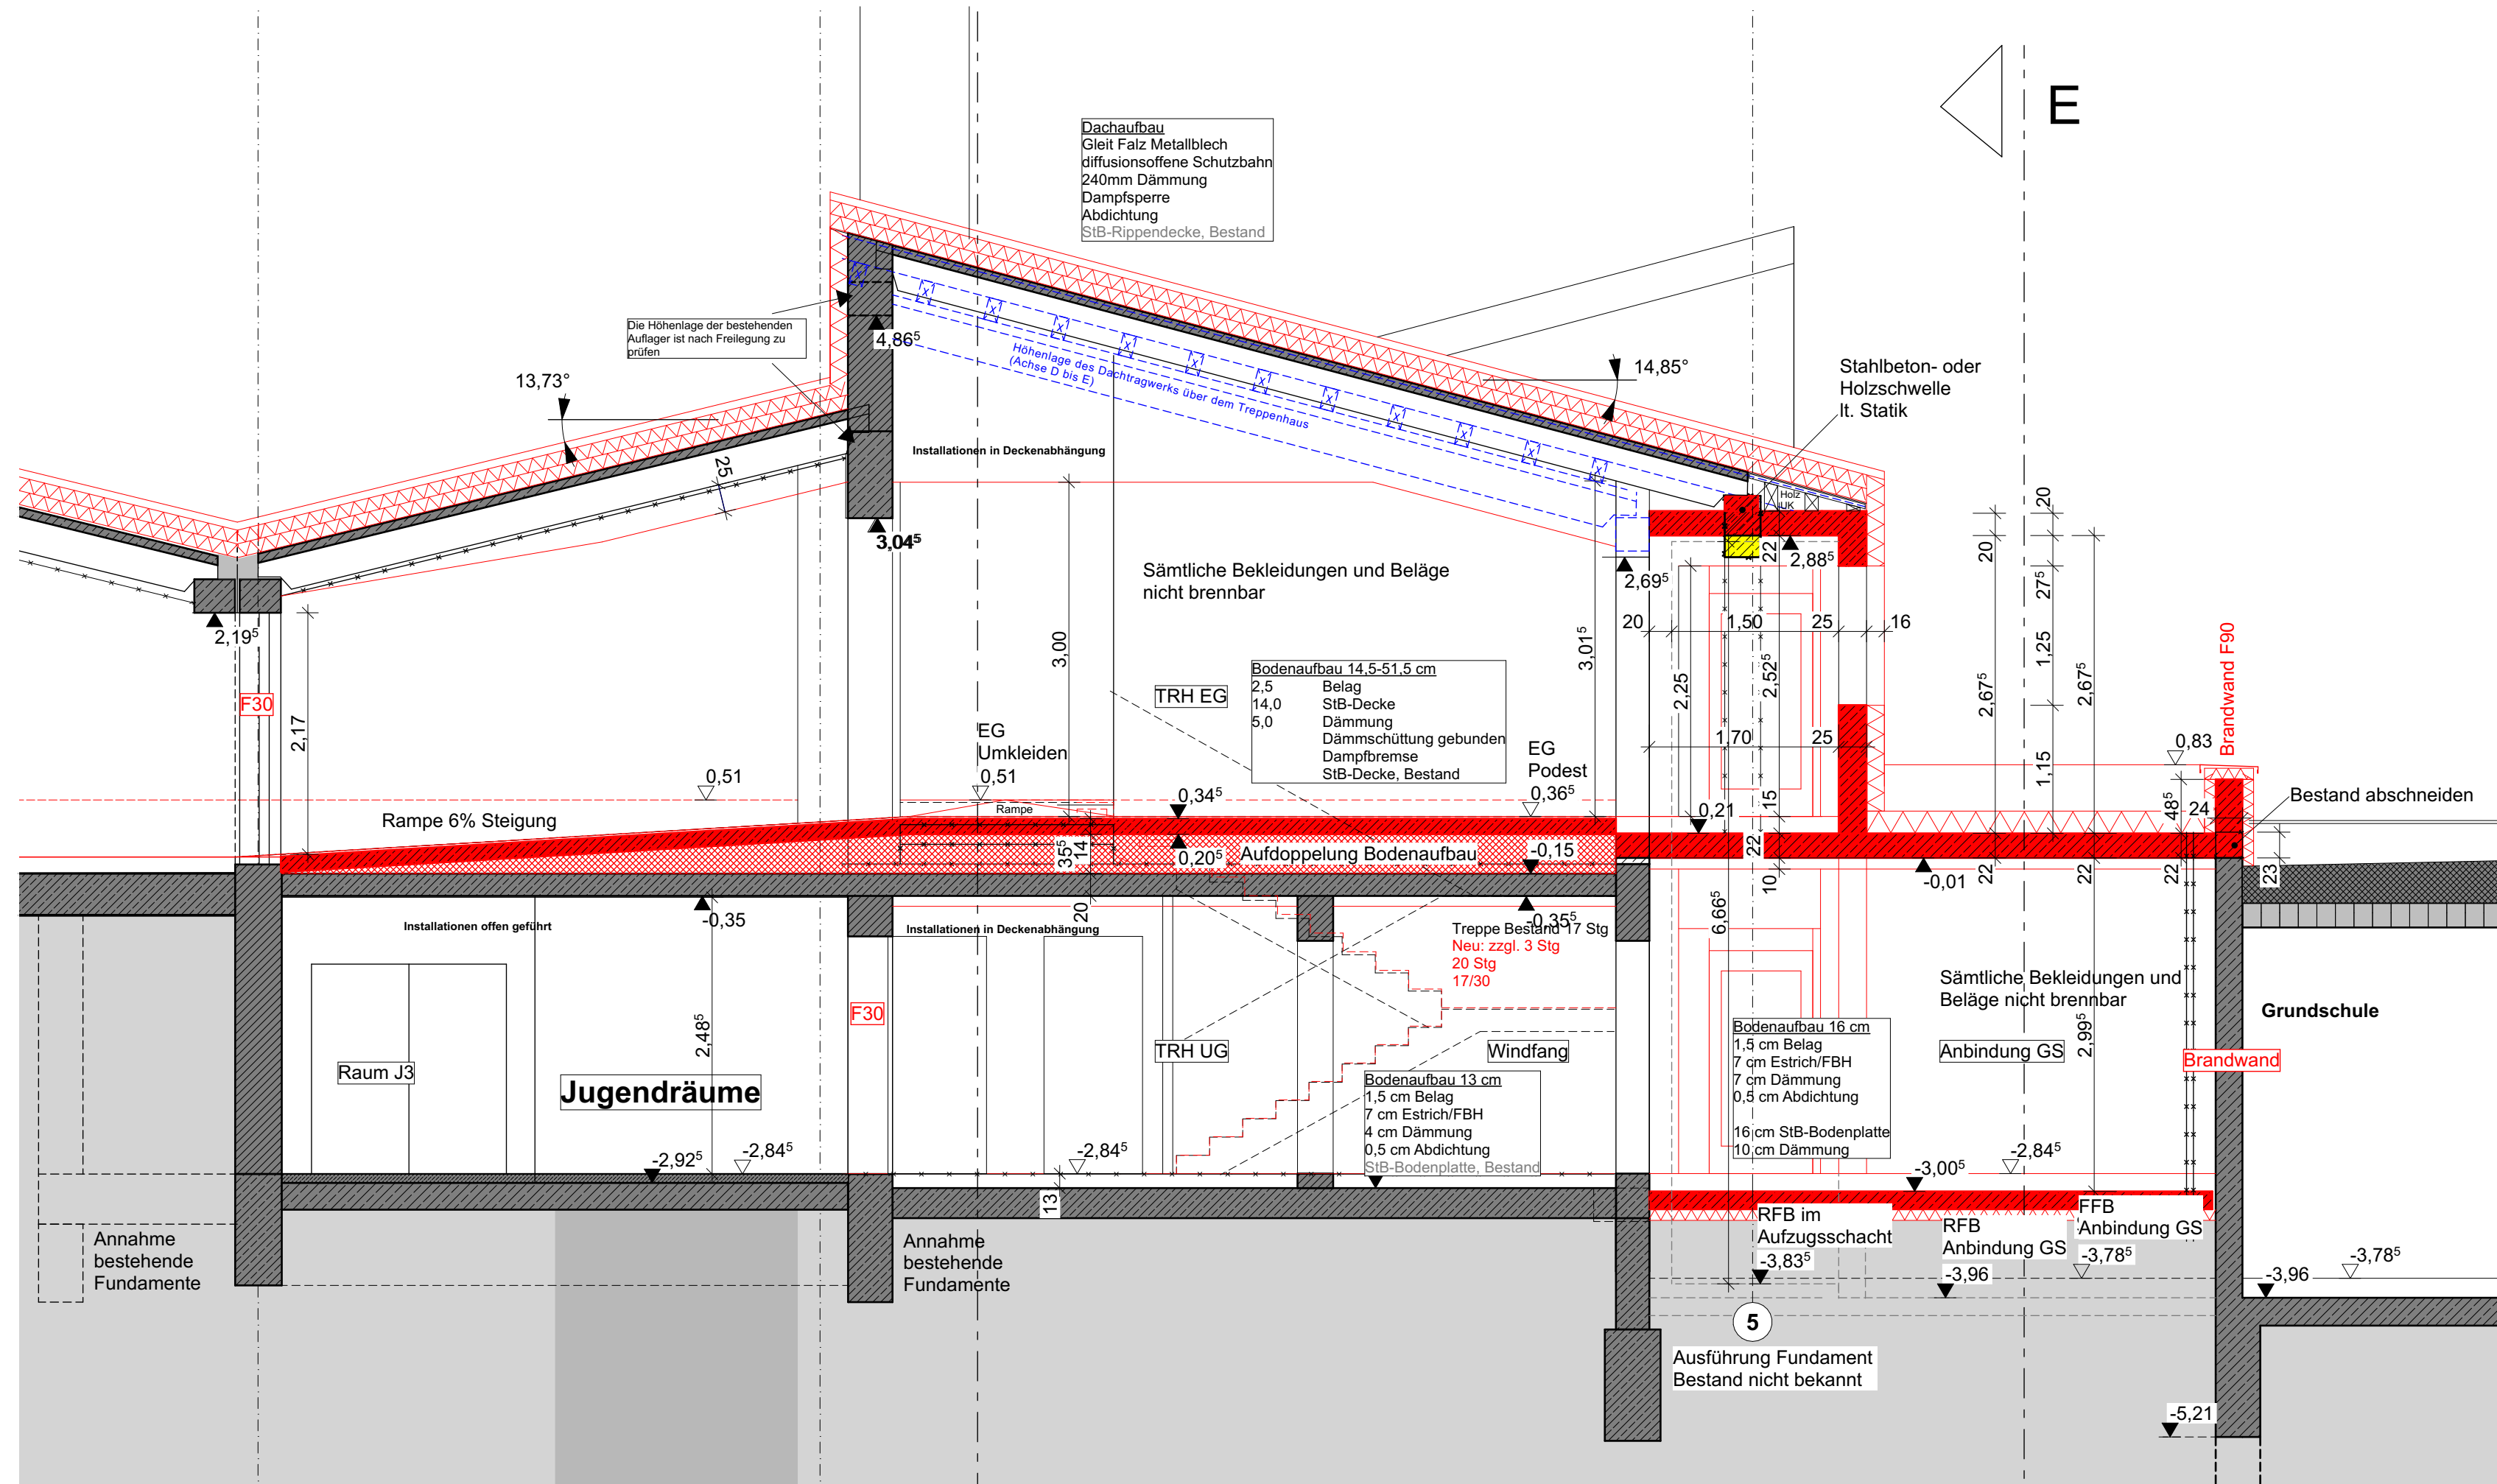 E
Dachaufbau
Gleit Falz Metallblech
diffusionsoffene Schutzbahn
240mm Dämmung
Dampfsperre
Abdichtung
StB-Rippendecke, Bestand
Die Höhenlage der bestehenden
Auflager ist nach Freilegung zu
prüfen
4,86⁵
13,73°
14,85°
Höhenlage des Dachtragwerks über dem Treppenhaus
(Achse D bis E)
Stahlbeton- oder
Holzschwelle
lt. Statik
Installationen in Deckenabhängung
25
3,04⁵
Holz
UK
20
20
22
2,88⁵
2,69⁵
27⁵
Sämtliche Bekleidungen und Beläge
nicht brennbar
2,19⁵
20
1,50
25
16
3,00
3,01⁵
2,25
2,52⁵
1,25
2,67⁵
2,67⁵
Brandwand F90
F30
2,17
TRH EG
Bodenaufbau 14,5-51,5 cm
2,5 Belag
14,0 StB-Decke
5,0 Dämmung
Dämmschüttung gebunden
Dampfbremse
StB-Decke, Bestand
EG
Umkleiden
0,51
0,51
EG
Podest
0,36⁵
1,70
25
1,15
0,83
Rampe 6% Steigung
Rampe
0,34⁵
0,21
15
48⁵
24
Bestand abschneiden
35⁵
14
0,20⁵
Aufdoppelung Bodenaufbau
-0,15
22
10
-0,01
22
22
22
23
-0,35
20
-0,35⁵
Installationen offen geführt
Installationen in Deckenabhängung
Treppe Bestand 17 Stg
Neu: zzgl. 3 Stg
20 Stg
17/30
6,66⁵
Sämtliche Bekleidungen und
Beläge nicht brennbar
Grundschule
F30
2,48⁵
2,99⁵
Raum J3
Jugendräume
TRH UG
Windfang
Bodenaufbau 16 cm
1,5 cm Belag
7 cm Estrich/FBH
7 cm Dämmung
0,5 cm Abdichtung
16 cm StB-Bodenplatte
10 cm Dämmung
Anbindung GS
Brandwand
Bodenaufbau 13 cm
1,5 cm Belag
7 cm Estrich/FBH
4 cm Dämmung
0,5 cm Abdichtung
StB-Bodenplatte, Bestand
-2,92⁵
-2,84⁵
-2,84⁵
-3,00⁵
-2,84⁵
13
Annahme
bestehende
Fundamente
Annahme
bestehende
Fundamente
RFB im
Aufzugsschacht
-3,83⁵
RFB
Anbindung GS
-3,96
FFB
Anbindung GS
-3,78⁵
-3,96
-3,78⁵
5
Ausführung Fundament
Bestand nicht bekannt
-5,21